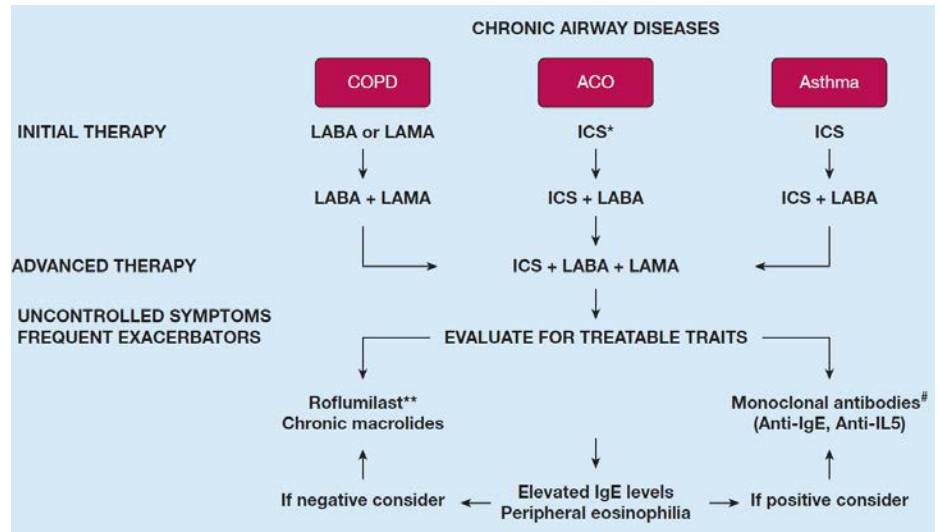 CHRONIC AIRWAY DISEASES
COPD
ACO
Asthma
INITIAL THERAPY
LABA or LAMA
ICS*
ICS
LABA + LAMA
ICS + LABA
ICS + LABA
ADVANCED THERAPY
ICS + LABA + LAMA
UNCONTROLLED SYMPTOMS
FREQUENT EXACERBATORS
EVALUATE FOR TREATABLE TRAITS
Roflumilast**
Chronic macrolides
Monoclonal antibodies#
(Anti-IgE, Anti-IL5)
If negative consider
Elevated IgE levels
Peripheral eosinophilia
If positive consider